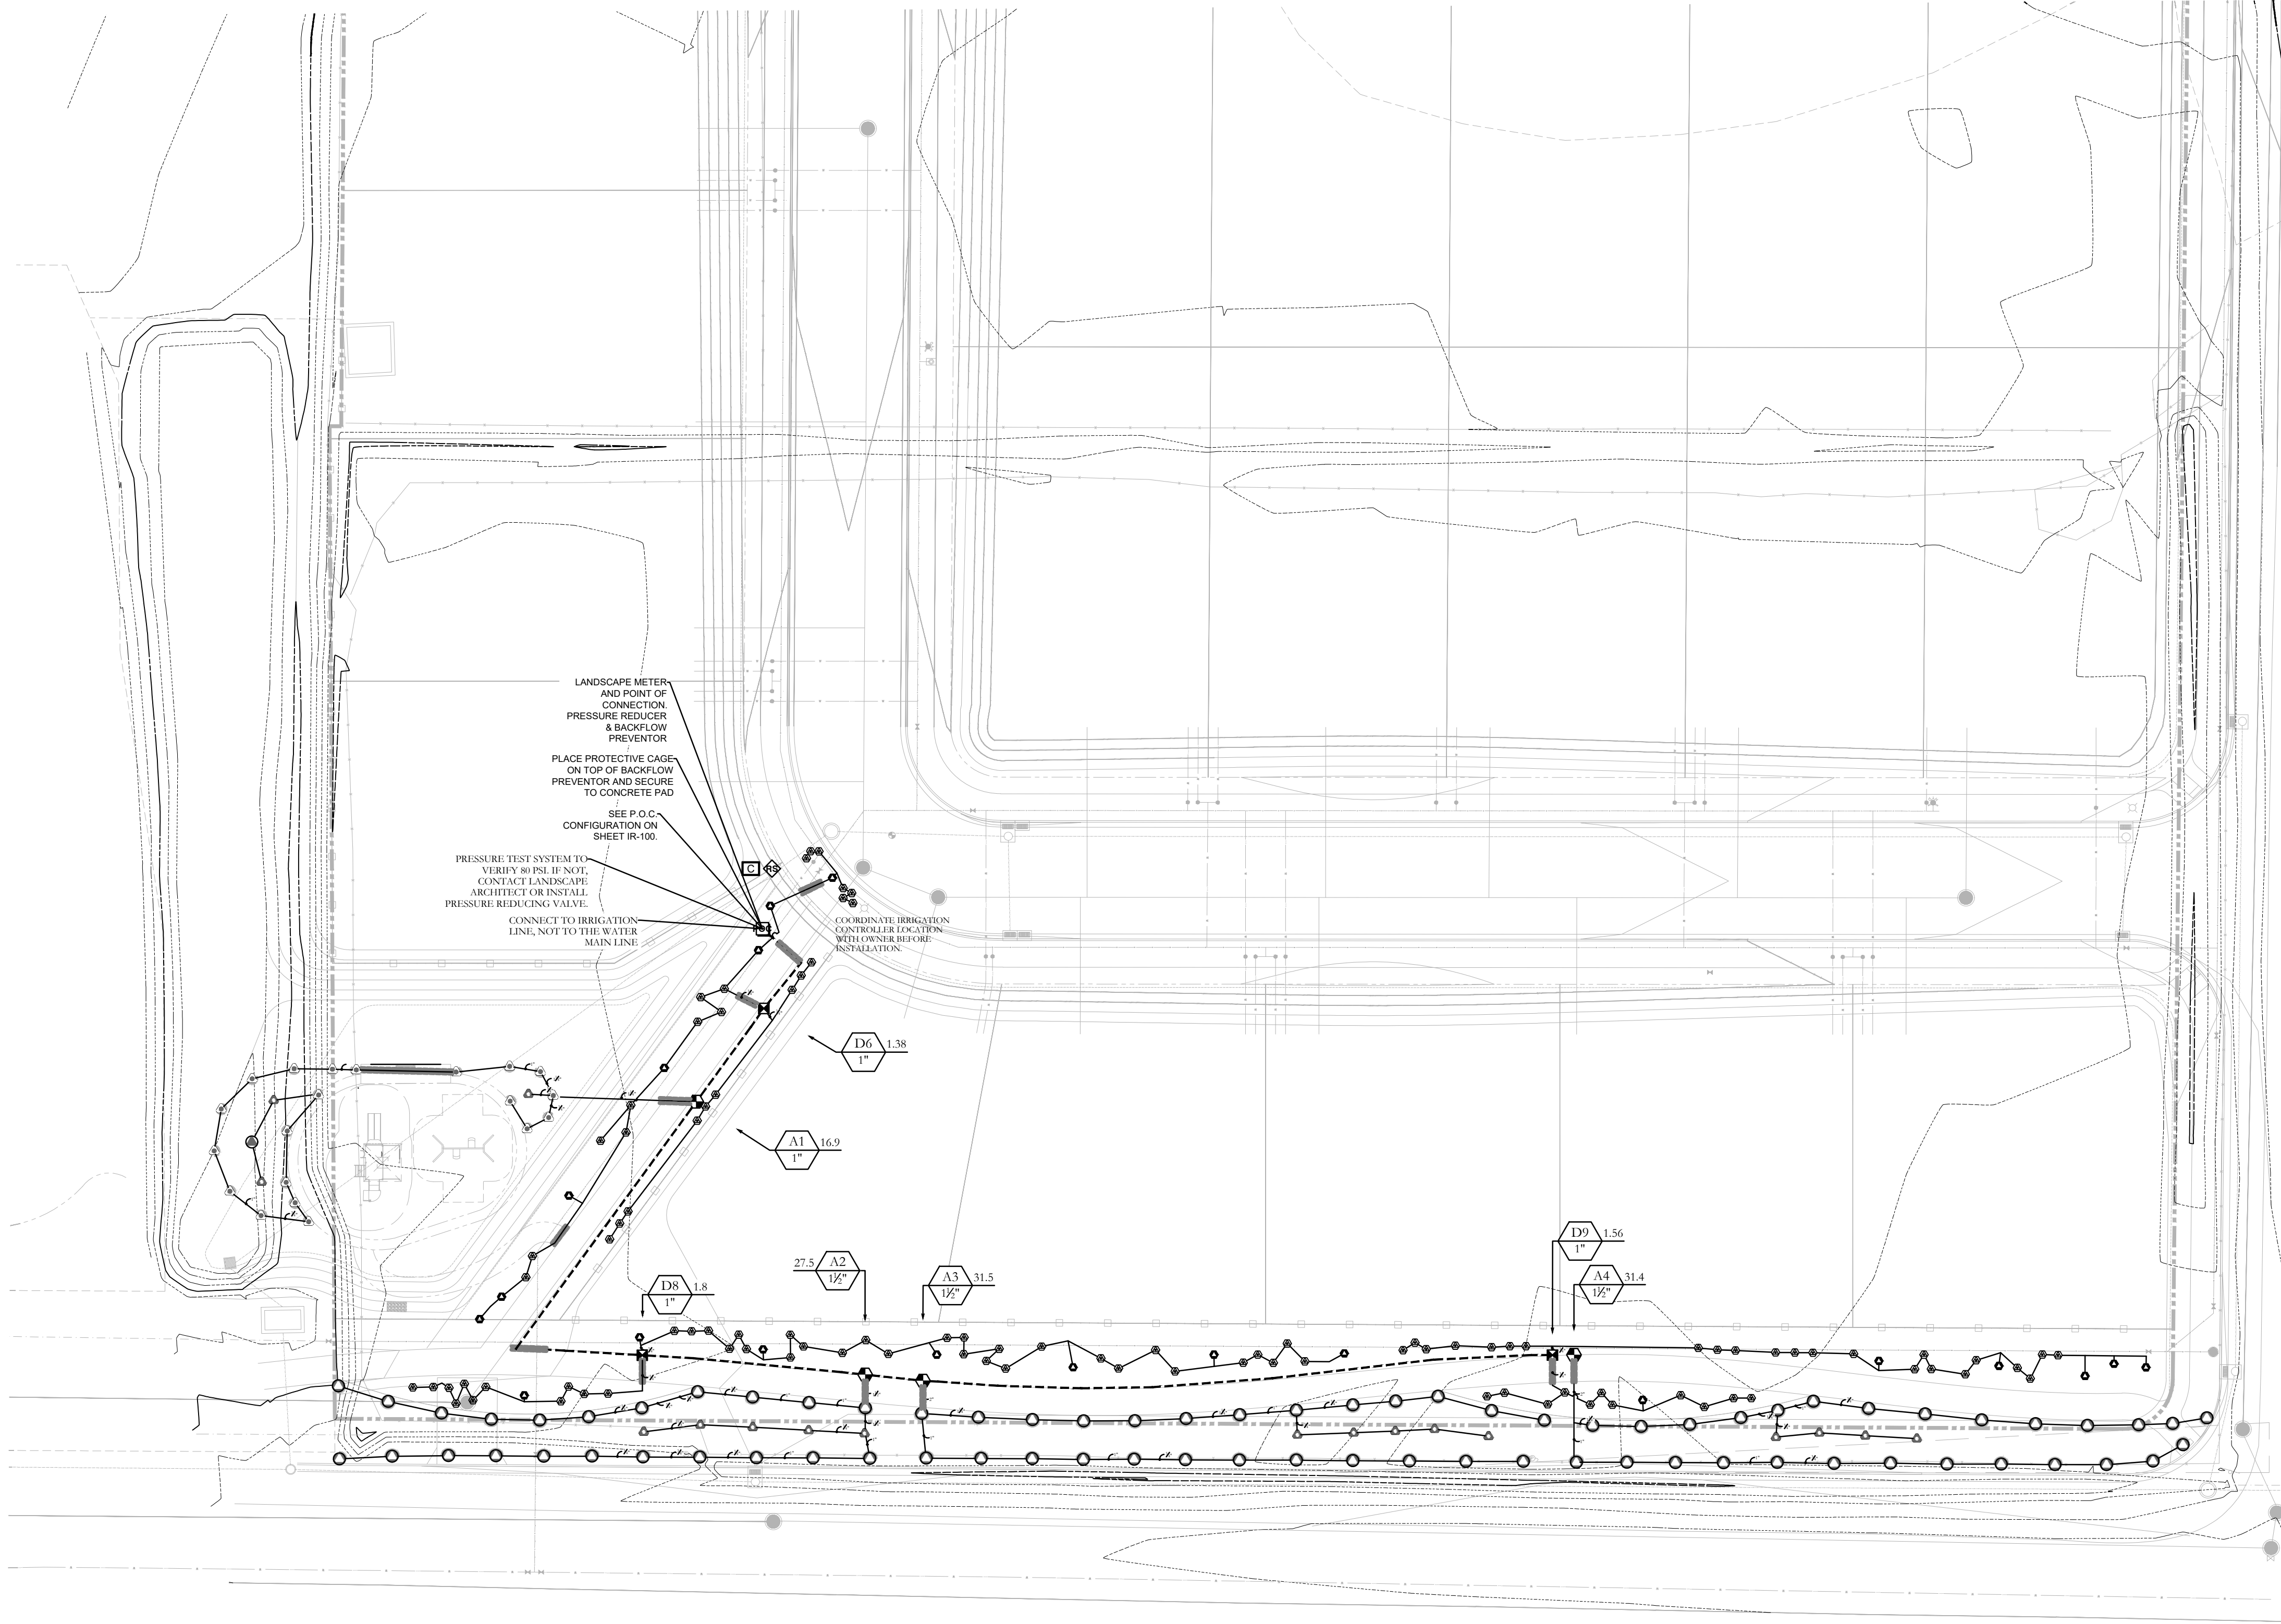 LANDSCAPE METER
AND POINT OF
CONNECTION.
PRESSURE REDUCER
& BACKFLOW
PREVENTOR
PLACE PROTECTIVE CAGE
ON TOP OF BACKFLOW
PREVENTOR AND SECURE
TO CONCRETE PAD
SEE P.O.C.
CONFIGURATION ON
SHEET IR-100.
PRESSURE TEST SYSTEM TO
VERIFY 80 PSI. IF NOT,
CONTACT LANDSCAPE
ARCHITECT OR INSTALL
PRESSURE REDUCING VALVE.
CONNECT TO IRRIGATION
LINE, NOT TO THE WATER
MAIN LINE
C
RS
COORDINATE IRRIGATION
CONTROLLER LOCATION
WITH OWNER BEFORE
INSTALLATION.
D6 1.38
1"
A1 16.9
1"
D8 1.8
1"
27.5 A2
1½"
A3 31.5
1½"
D9 1.56
1"
A4 31.4
1½"